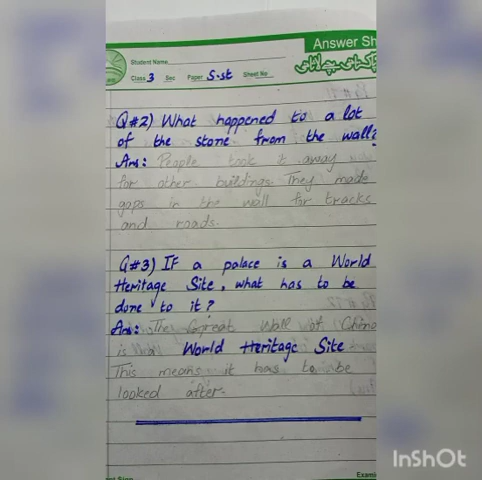 Answer Sh
Student Name
Class 3 Sec Paper S.st Sheet No
Q#2) What happened to a lot
of the stone from the wall?
Ans: People took it away
for other buildings. They made
gaps in the wall for tracks
and roads.
Q#3) If a palace is a World
Heritage Site, what has to be
done to it?
Ans: The Great Wall of China
is a World Heritage Site
This means it has to be
looked after.
Exami
InShOt